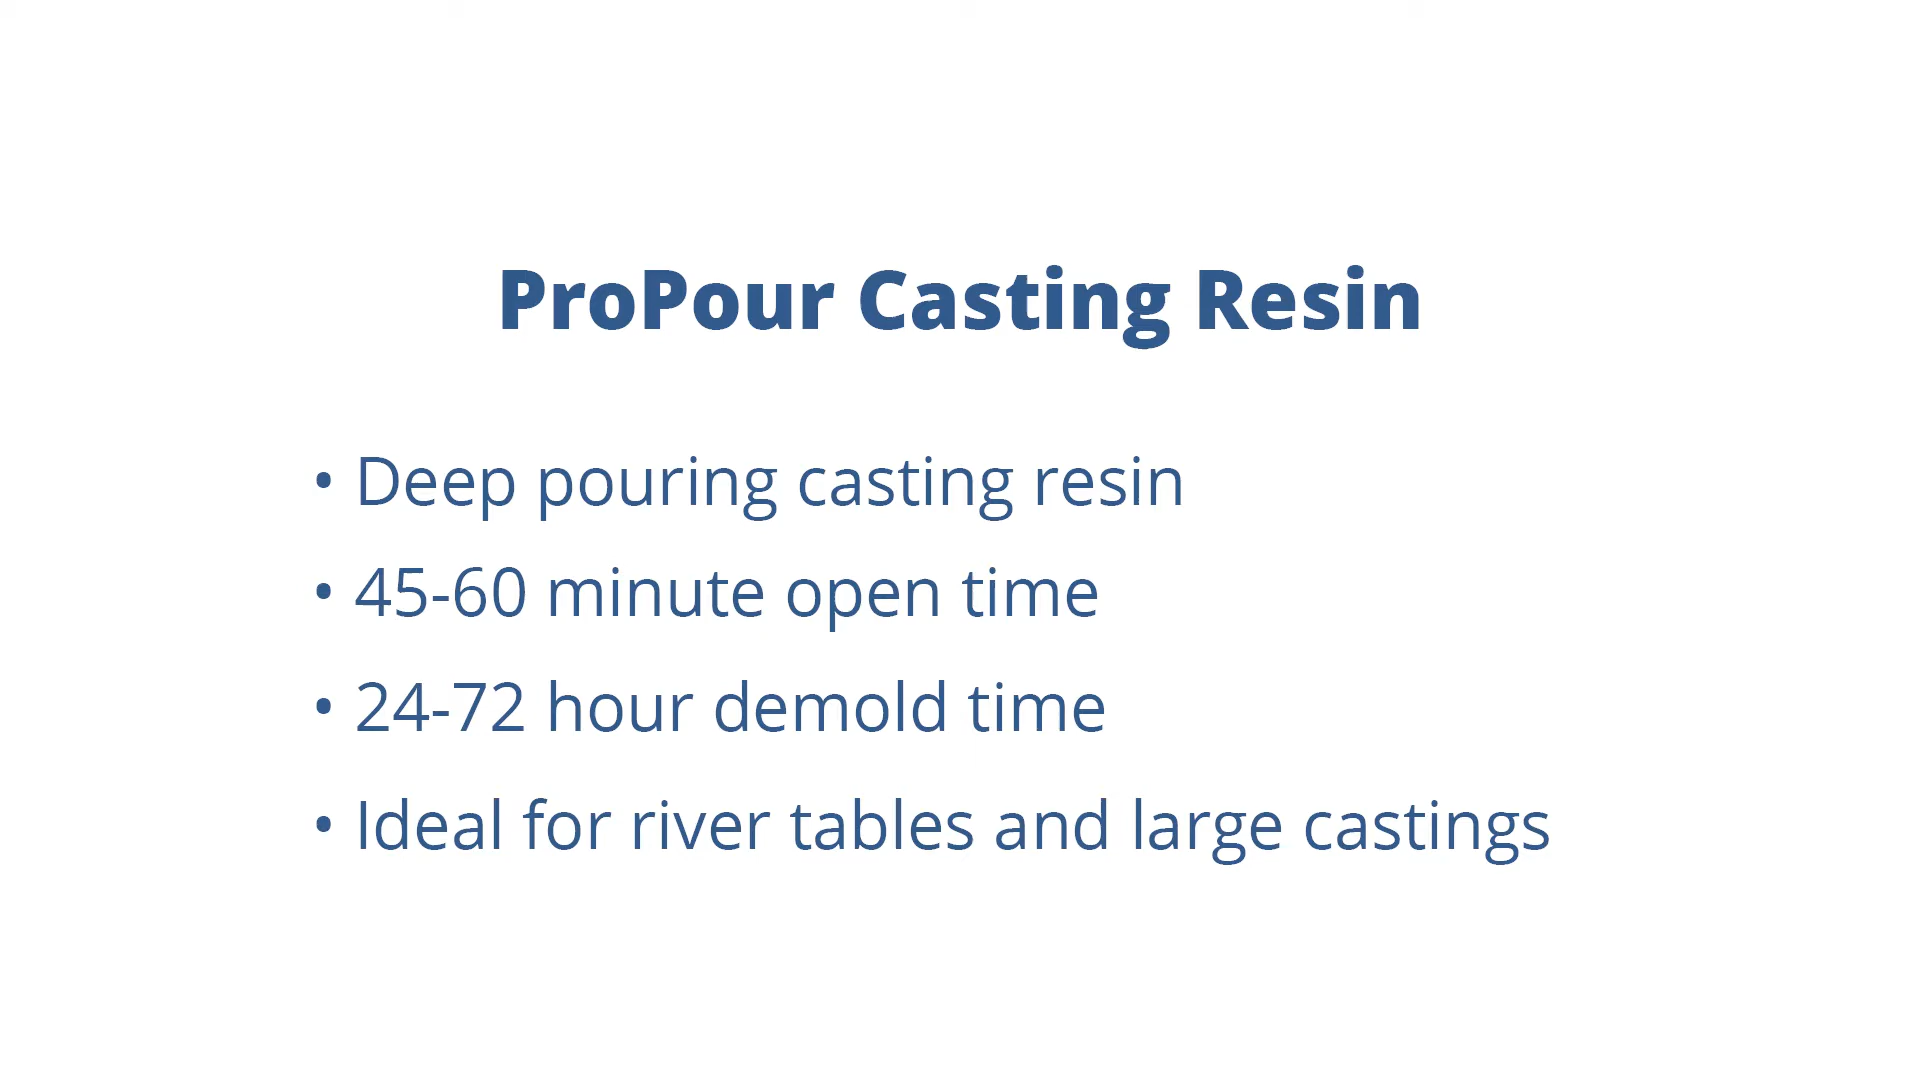 ProPour Casting Resin
• Deep pouring casting resin
• 45-60 minute open time
• 24-72 hour demold time
• Ideal for river tables and large castings